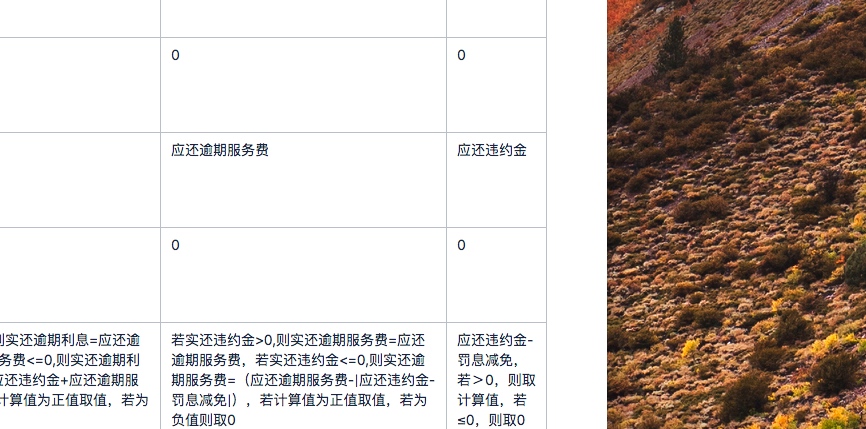 0
0
应还逾期服务费
应还违约金
0
0
则实还逾期利息=应还逾
务费<=0,则实还逾期利
应还违约金+应还逾期服
计算值为正值取值，若为
若实还违约金>0,则实还逾期服务费=应还
逾期服务费，若实还违约金<=0,则实还逾
期服务费=（应还逾期服务费-|应还违约金-
罚息减免|），若计算值为正值取值，若为
负值则取0
应还违约金-
罚息减免，
若＞0，则取
计算值，若
≤0，则取0